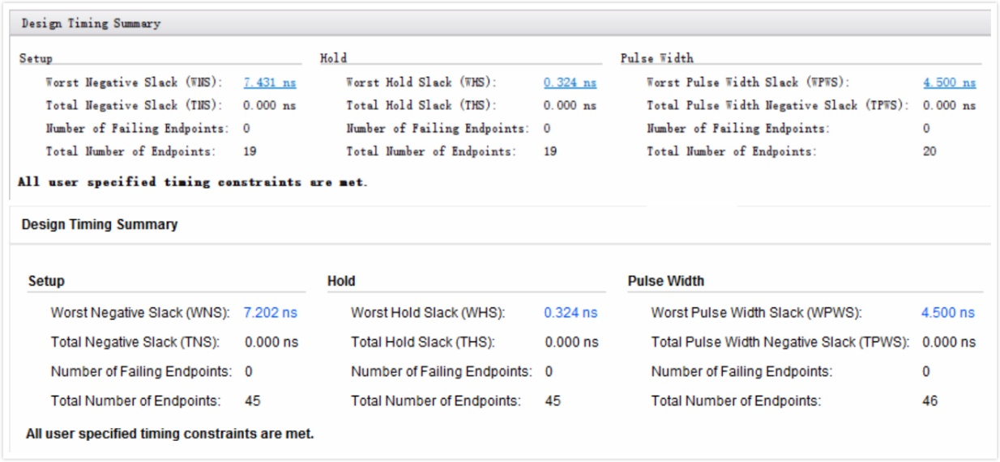 Design Timing Summary
Setup Hold Pulse Width
Worst Negative Slack (WNS): 7.431 ns Worst Hold Slack (WHS): 0.324 ns Worst Pulse Width Slack (WPWS): 4.500 ns
Total Negative Slack (TNS): 0.000 ns Total Hold Slack (THS): 0.000 ns Total Pulse Width Negative Slack (TPWS): 0.000 ns
Number of Failing Endpoints: 0 Number of Failing Endpoints: 0 Number of Failing Endpoints: 0
Total Number of Endpoints: 19 Total Number of Endpoints: 19 Total Number of Endpoints: 20
All user specified timing constraints are met.
Design Timing Summary
Setup Hold Pulse Width
Worst Negative Slack (WNS): 7.202 ns Worst Hold Slack (WHS): 0.324 ns Worst Pulse Width Slack (WPWS): 4.500 ns
Total Negative Slack (TNS): 0.000 ns Total Hold Slack (THS): 0.000 ns Total Pulse Width Negative Slack (TPWS): 0.000 ns
Number of Failing Endpoints: 0 Number of Failing Endpoints: 0 Number of Failing Endpoints: 0
Total Number of Endpoints: 45 Total Number of Endpoints: 45 Total Number of Endpoints: 46
All user specified timing constraints are met.